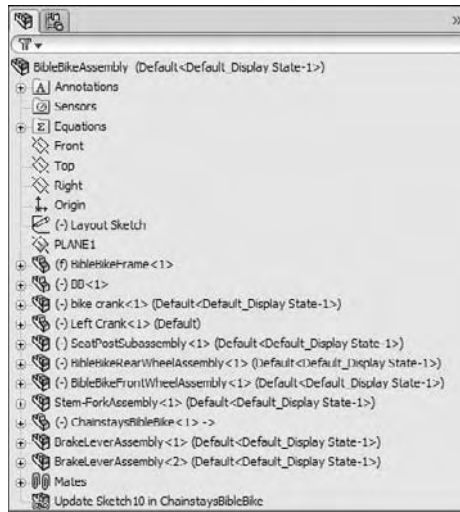 »
BibleBikeAssembly (Default<Default_Display State-1>)
A Annotations
Sensors
Σ Equations
Front
Top
Right
Origin
(-) Layout Sketch
PLANE1
(f) BibleBikeFrame<1>
(-) BB<1>
(-) bike crank<1> (Default<Default_Display State-1>)
(-) Left Crank<1> (Default)
(-) SeatPostSubassembly<1> (Default<Default_Display State-1>)
(-) BibleBikeRearWheelAssembly<1> (Default<Default_Display State-1>)
(-) BibleBikeFrontWheelAssembly<1> (Default<Default_Display State-1>)
Stem-ForkAssembly<1> (Default<Default_Display State-1>)
(-) ChainstaysBibleBike<1> ->
BrakeLeverAssembly<1> (Default<Default_Display State-1>)
BrakeLeverAssembly<2> (Default<Default_Display State-1>)
Mates
Update Sketch10 in ChainstaysBibleBike